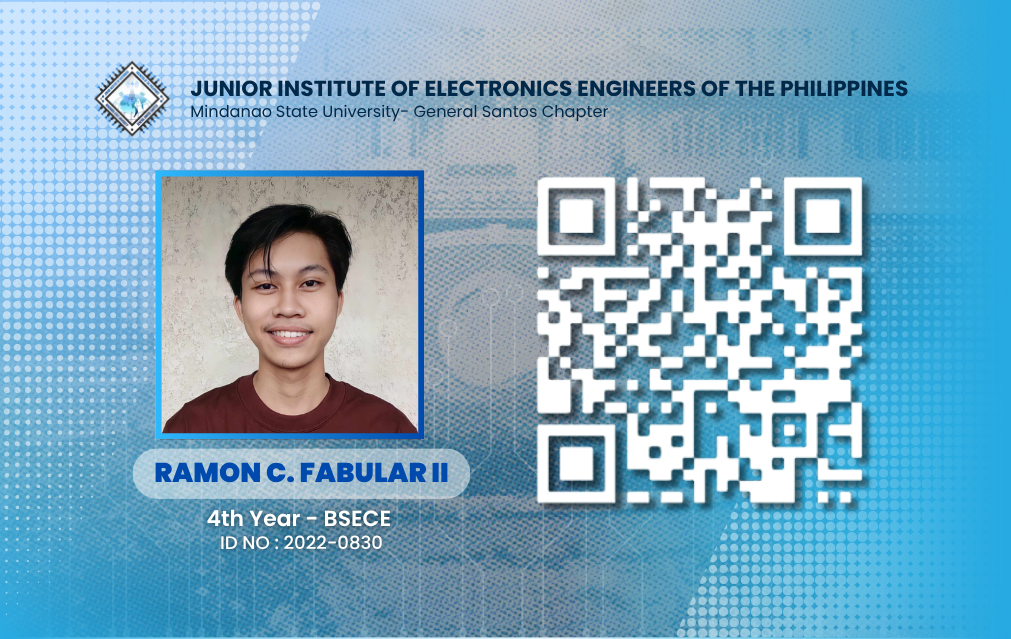 JUNIOR INSTITUTE OF ELECTRONICS ENGINEERS OF THE PHILIPPINES
Mindanao State University- General Santos Chapter
RAMON C. FABULAR II
4th Year - BSECE
ID NO : 2022-0830